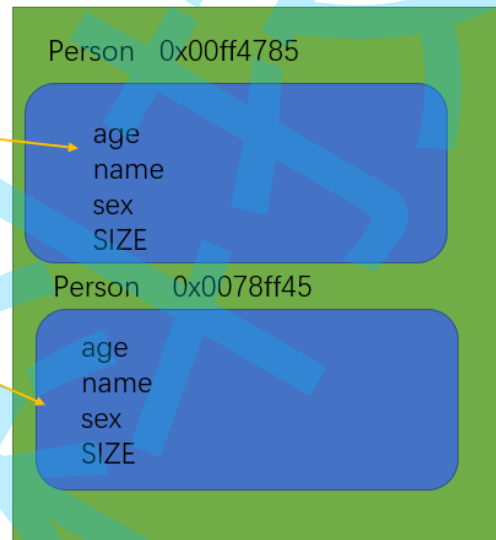 Person 0x00ff4785
age
name
sex
SIZE
Person 0x0078ff45
age
name
sex
SIZE